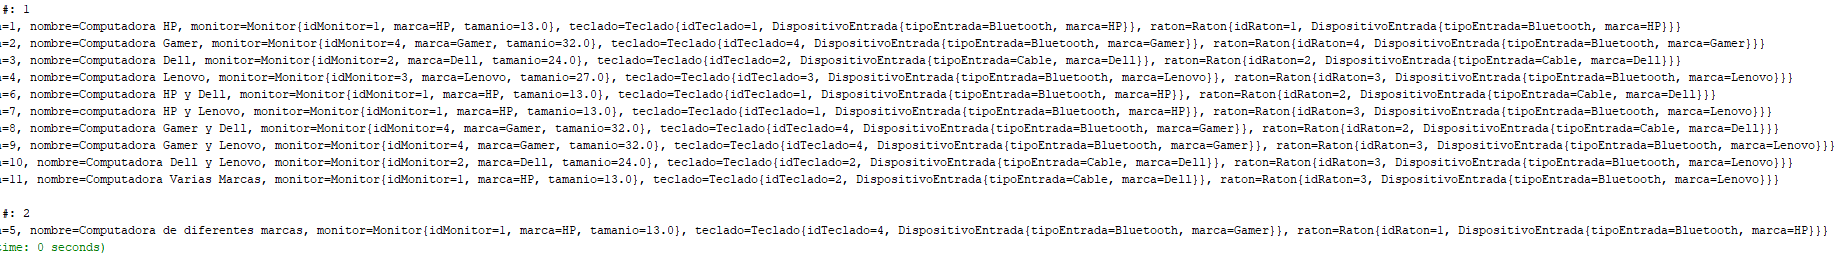 #: 1
=1, nombre=Computadora HP, monitor=Monitor{idMonitor=1, marca=HP, tamanio=13.0}, teclado=Teclado{idTeclado=1, DispositivoEntrada{tipoEntrada=Bluetooth, marca=HP}}, raton=Raton{idRaton=1, DispositivoEntrada{tipoEntrada=Bluetooth, marca=HP}}}
=2, nombre=Computadora Gamer, monitor=Monitor{idMonitor=4, marca=Gamer, tamanio=32.0}, teclado=Teclado{idTeclado=4, DispositivoEntrada{tipoEntrada=Bluetooth, marca=Gamer}}, raton=Raton{idRaton=4, DispositivoEntrada{tipoEntrada=Bluetooth, marca=Gamer}}}
=3, nombre=Computadora Dell, monitor=Monitor{idMonitor=2, marca=Dell, tamanio=24.0}, teclado=Teclado{idTeclado=2, DispositivoEntrada{tipoEntrada=Cable, marca=Dell}}, raton=Raton{idRaton=2, DispositivoEntrada{tipoEntrada=Cable, marca=Dell}}}
=4, nombre=Computadora Lenovo, monitor=Monitor{idMonitor=3, marca=Lenovo, tamanio=27.0}, teclado=Teclado{idTeclado=3, DispositivoEntrada{tipoEntrada=Bluetooth, marca=Lenovo}}, raton=Raton{idRaton=3, DispositivoEntrada{tipoEntrada=Bluetooth, marca=Lenovo}}}
=6, nombre=Computadora HP y Dell, monitor=Monitor{idMonitor=1, marca=HP, tamanio=13.0}, teclado=Teclado{idTeclado=1, DispositivoEntrada{tipoEntrada=Bluetooth, marca=HP}}, raton=Raton{idRaton=2, DispositivoEntrada{tipoEntrada=Cable, marca=Dell}}}
=7, nombre=Computadora HP y Lenovo, monitor=Monitor{idMonitor=1, marca=HP, tamanio=13.0}, teclado=Teclado{idTeclado=1, DispositivoEntrada{tipoEntrada=Bluetooth, marca=HP}}, raton=Raton{idRaton=3, DispositivoEntrada{tipoEntrada=Bluetooth, marca=Lenovo}}}
=8, nombre=Computadora Gamer y Dell, monitor=Monitor{idMonitor=4, marca=Gamer, tamanio=32.0}, teclado=Teclado{idTeclado=4, DispositivoEntrada{tipoEntrada=Bluetooth, marca=Gamer}}, raton=Raton{idRaton=2, DispositivoEntrada{tipoEntrada=Cable, marca=Dell}}}
=9, nombre=Computadora Gamer y Lenovo, monitor=Monitor{idMonitor=4, marca=Gamer, tamanio=32.0}, teclado=Teclado{idTeclado=4, DispositivoEntrada{tipoEntrada=Bluetooth, marca=Gamer}}, raton=Raton{idRaton=3, DispositivoEntrada{tipoEntrada=Bluetooth, marca=Lenovo}}}
=10, nombre=Computadora Dell y Lenovo, monitor=Monitor{idMonitor=2, marca=Dell, tamanio=24.0}, teclado=Teclado{idTeclado=2, DispositivoEntrada{tipoEntrada=Cable, marca=Dell}}, raton=Raton{idRaton=3, DispositivoEntrada{tipoEntrada=Bluetooth, marca=Lenovo}}}
=11, nombre=Computadora Varias Marcas, monitor=Monitor{idMonitor=1, marca=HP, tamanio=13.0}, teclado=Teclado{idTeclado=2, DispositivoEntrada{tipoEntrada=Cable, marca=Dell}}, raton=Raton{idRaton=3, DispositivoEntrada{tipoEntrada=Bluetooth, marca=Lenovo}}}
#: 2
=5, nombre=Computadora de diferentes marcas, monitor=Monitor{idMonitor=1, marca=HP, tamanio=13.0}, teclado=Teclado{idTeclado=4, DispositivoEntrada{tipoEntrada=Bluetooth, marca=Gamer}}, raton=Raton{idRaton=1, DispositivoEntrada{tipoEntrada=Bluetooth, marca=HP}}}
time: 0 seconds)